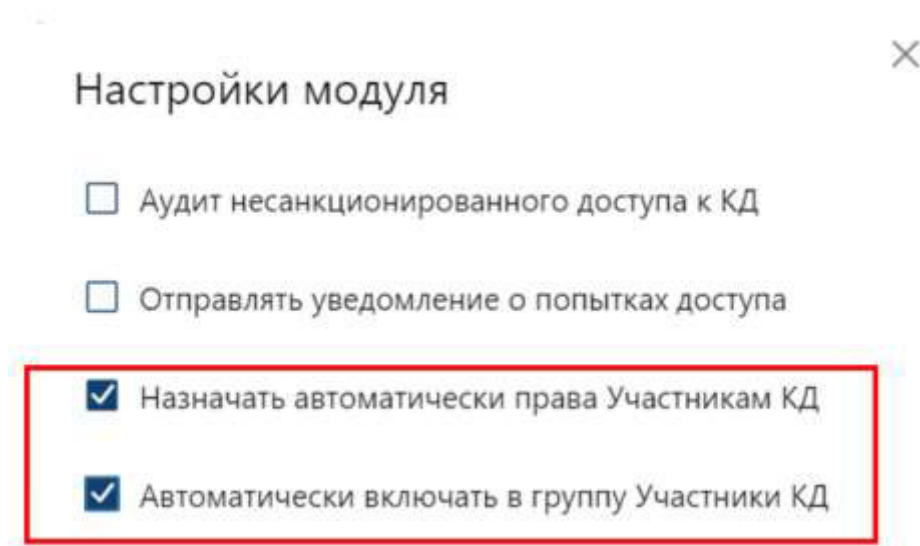 Настройки модуля
Аудит несанкционированного доступа к КД
Отправлять уведомление о попытках доступа
Назначать автоматически права Участникам КД
Автоматически включать в группу Участники КД